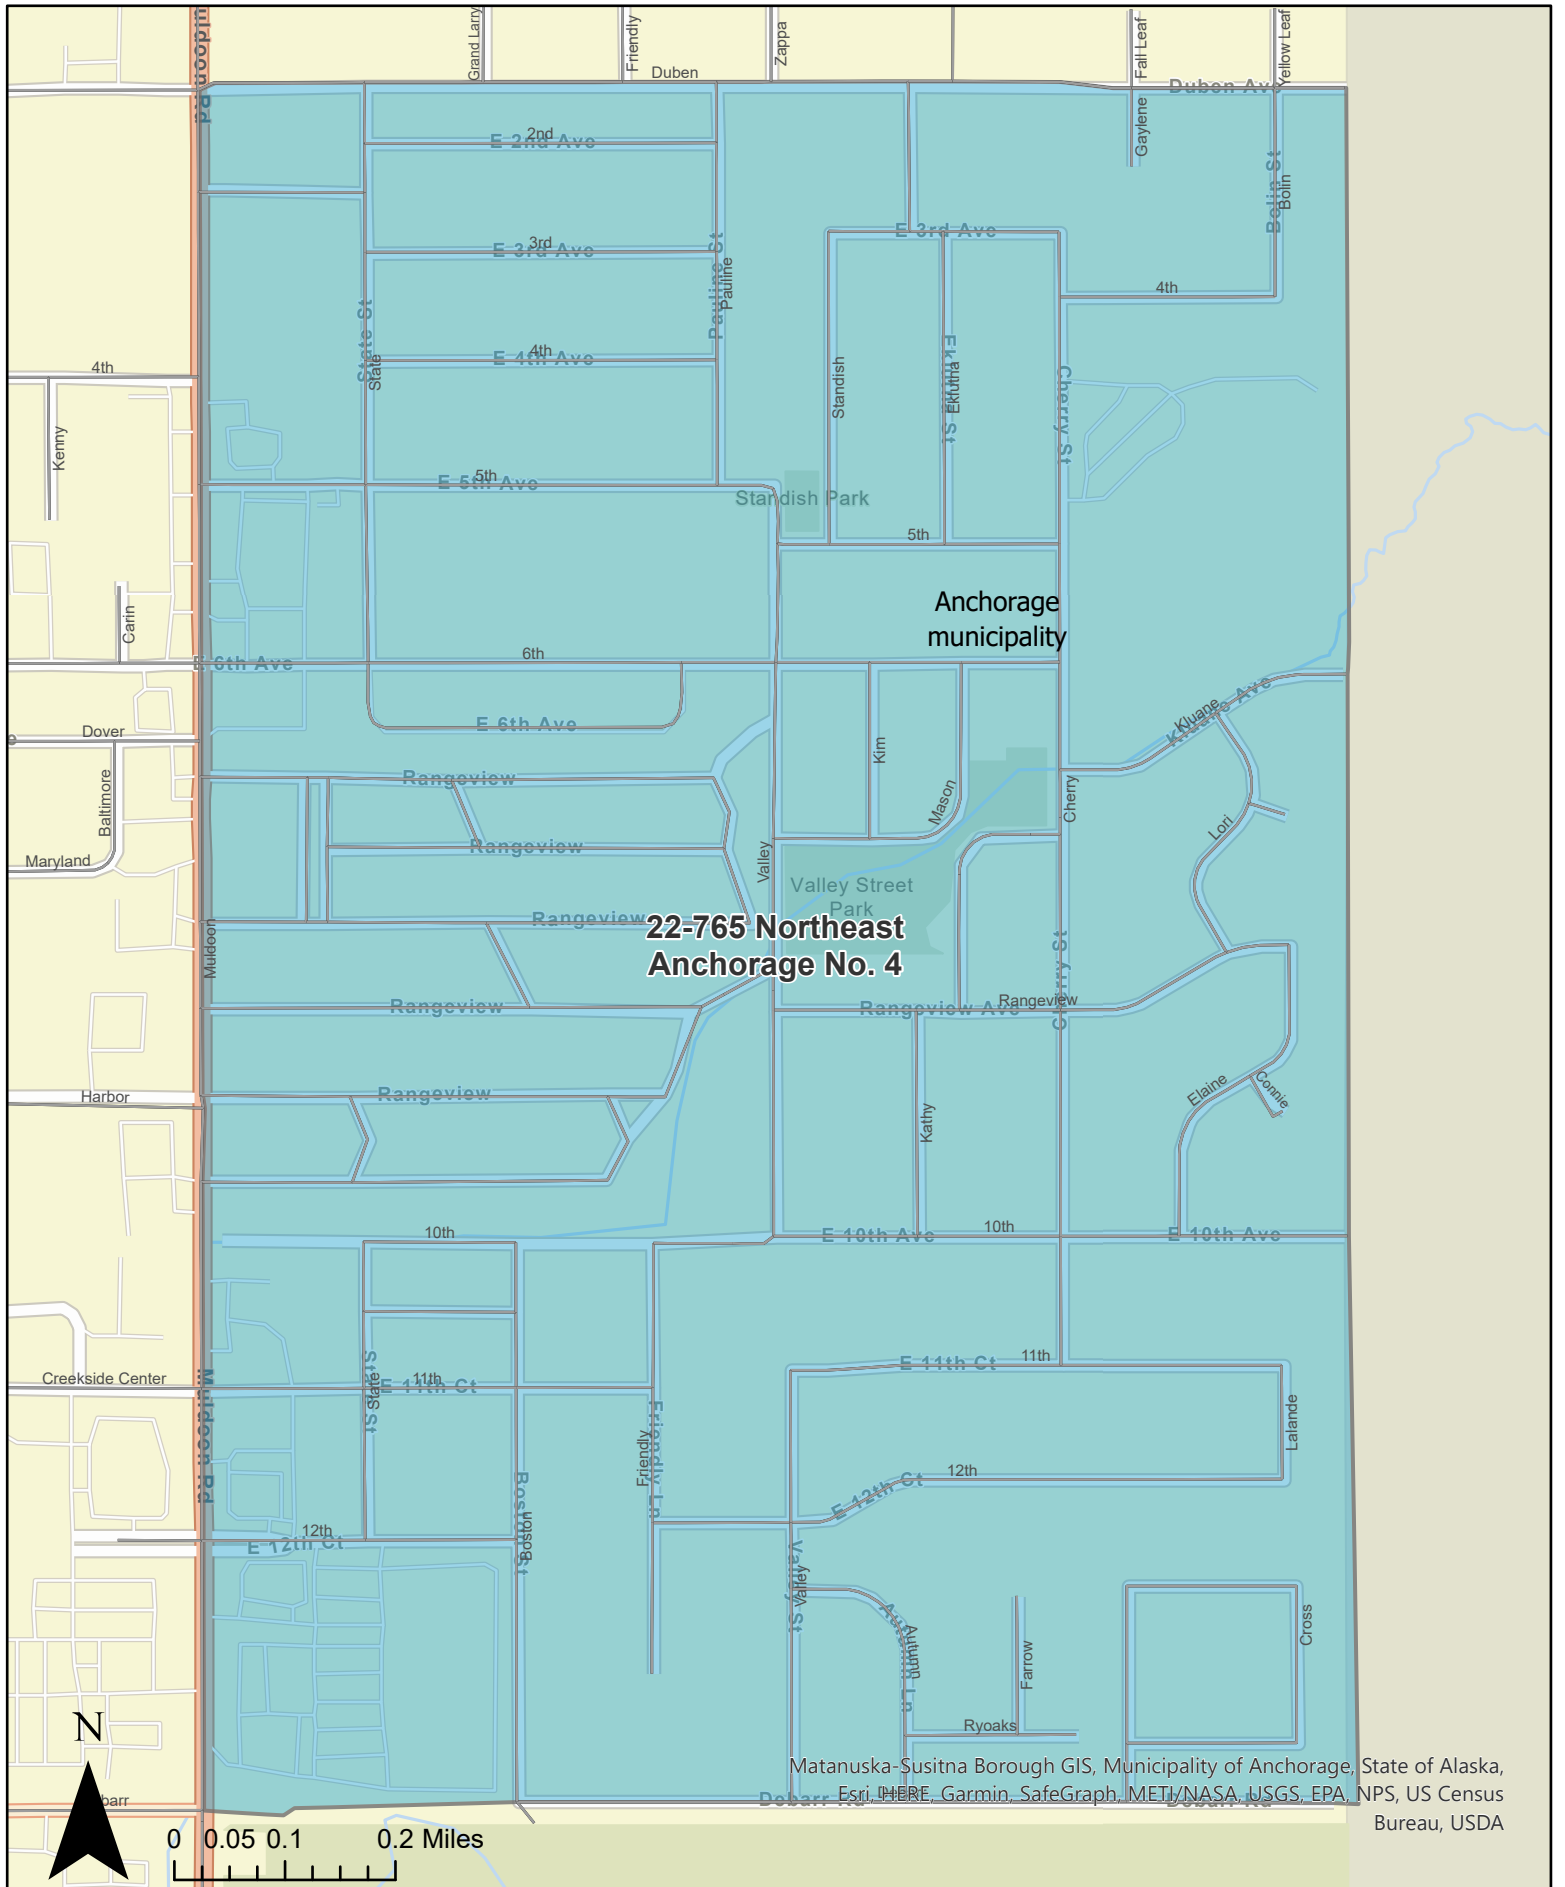 Muldoon Rd
Grand Larry
Friendly
Zappa
Fall Leaf
Yellow Leaf
Duben
Duben Ave
Gaylene
2nd
E 2nd Ave
Bolin St
Bolin
3rd
E 3rd Ave
E 3rd Ave
Pauline St
Pauline
4th
State St
State
4th
E 4th Ave
Standish
Eklutna St
Eklutna
Cherry St
4th
Kenny
5th
E 5th Ave
Standish Park
5th
Carin
Anchorage
municipality
E 6th Ave
6th
E 6th Ave
Kluane Ave
Kluane
Dover
e
Baltimore
Rangeview
Kim
Mason
Cherry
Lori
Maryland
Rangeview
Valley
Valley Street
Park
Rangeview
22-765 Northeast
Anchorage No. 4
Muldoon
Cherry St
Rangeview
Rangeview Ave
Rangeview
Harbor
Rangeview
Kathy
Elaine
Connie
10th
E 10th Ave
10th
E 10th Ave
Creekside Center
State St
State
11th
E 11th Ct
E 11th Ct
11th
Lalande
Muldoon Rd
Friendly
Friendly Ln
12th
E 12th Ct
Boston St
Boston
12th
E 12th Ct
Valley St
Valley
Autumn Ln
Autumn
Farrow
Cross
Ryoaks
N
barr
Debarr Rd
Debarr Rd
Matanuska-Susitna Borough GIS, Municipality of Anchorage, State of Alaska,
Esri, HERE, Garmin, SafeGraph, METI/NASA, USGS, EPA, NPS, US Census
Bureau, USDA
0 0.05 0.1 0.2 Miles